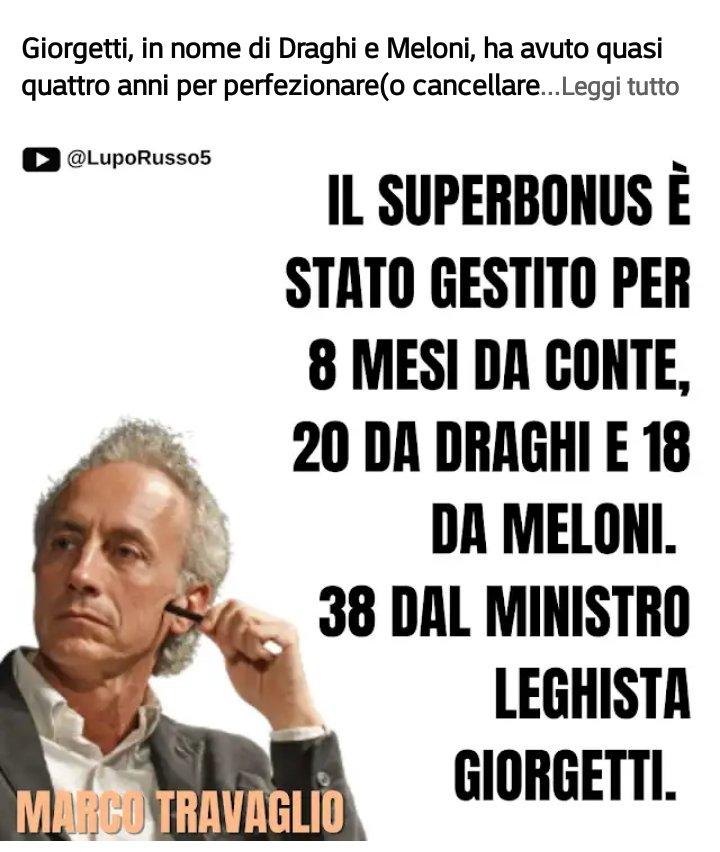 Giorgetti, in nome di Draghi e Meloni, ha avuto quasi
quattro anni per perfezionare(o cancellare...Leggi tutto
@LupoRusso5
IL SUPERBONUS È
STATO GESTITO PER
8 MESI DA CONTE,
20 DA DRAGHI E 18
DA MELONI.
38 DAL MINISTRO
LEGHISTA
GIORGETTI.
MARCO TRAVAGLIO